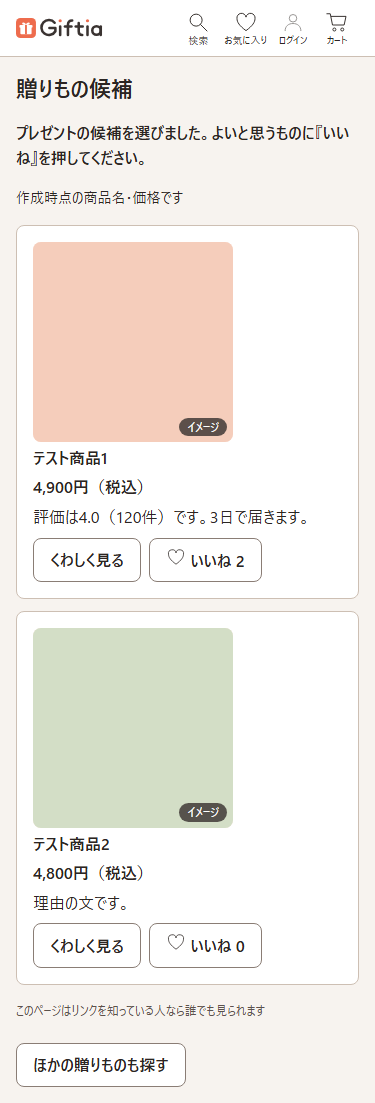 Giftia
検索
お気に入り
ログイン
カート
贈りもの候補
プレゼントの候補を選びました。よいと思うものに『いい
ね』を押してください。
作成時点の商品名・価格です
イメージ
テスト商品1
4,900円（税込）
評価は4.0（120件）です。3日で届きます。
くわしく見る
いいね 2
イメージ
テスト商品2
4,800円（税込）
理由の文です。
くわしく見る
いいね 0
このページはリンクを知っている人なら誰でも見られます
ほかの贈りものも探す